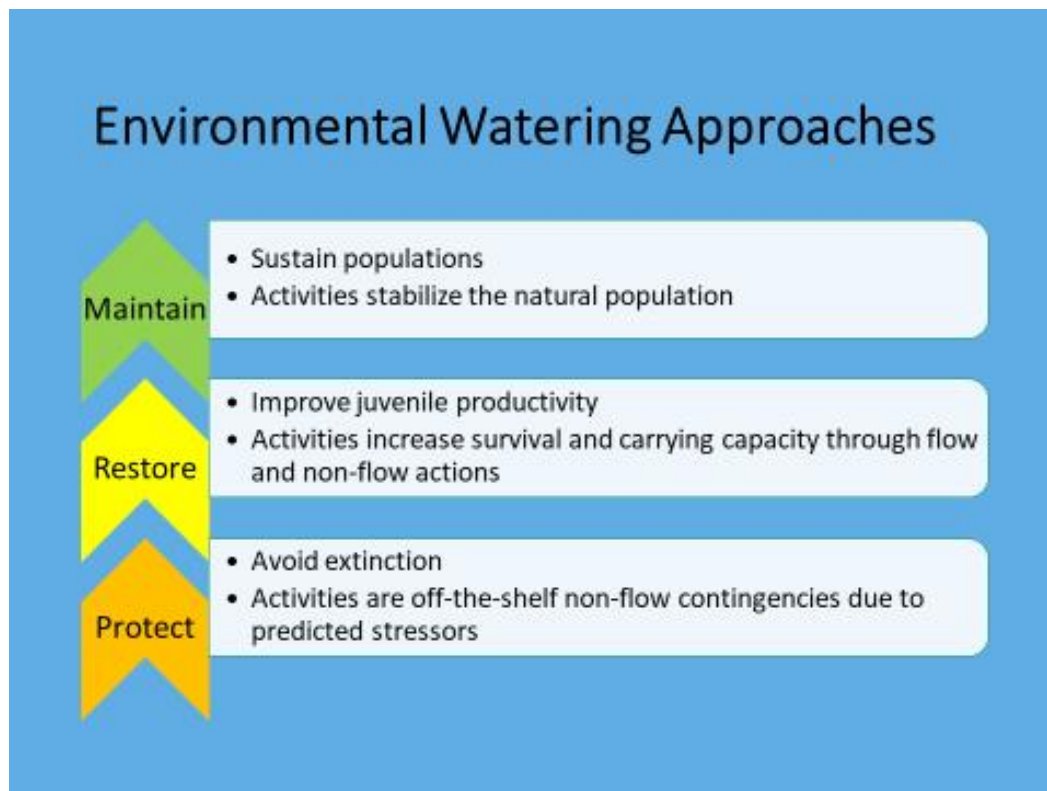 Environmental Watering Approaches
Maintain
• Sustain populations
• Activities stabilize the natural population
Restore
• Improve juvenile productivity
• Activities increase survival and carrying capacity through flow
and non-flow actions
Protect
• Avoid extinction
• Activities are off-the-shelf non-flow contingencies due to
predicted stressors